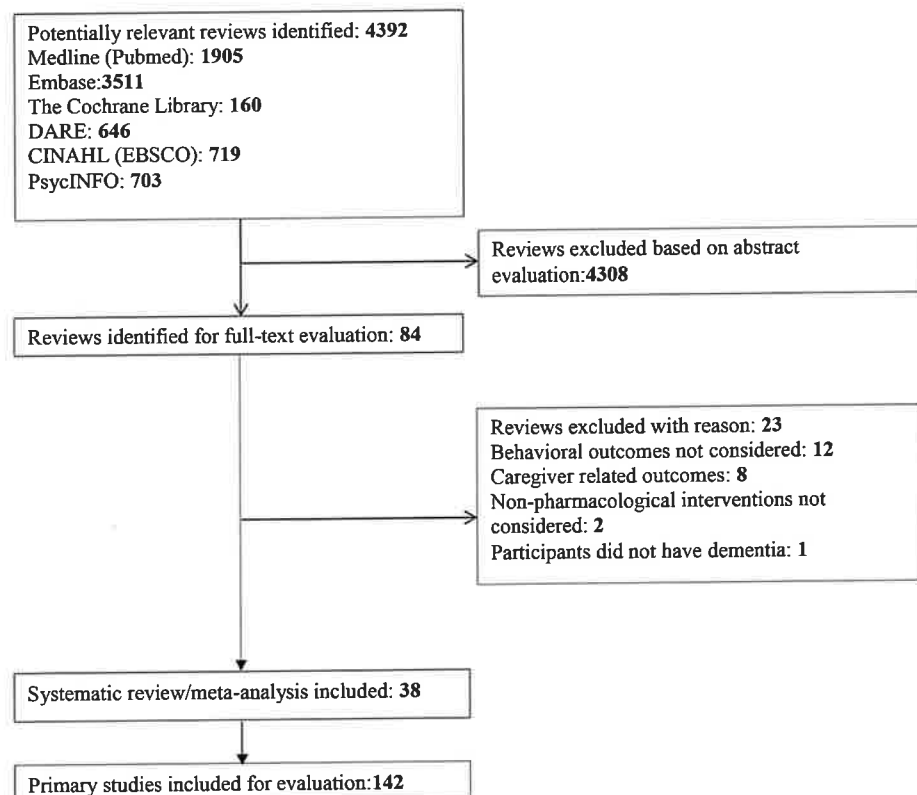 Potentially relevant reviews identified: 4392
Medline (Pubmed): 1905
Embase:3511
The Cochrane Library: 160
DARE: 646
CINAHL (EBSCO): 719
PsycINFO: 703
Reviews excluded based on abstract
evaluation:4308
Reviews identified for full-text evaluation: 84
Reviews excluded with reason: 23
Behavioral outcomes not considered: 12
Caregiver related outcomes: 8
Non-pharmacological interventions not
considered: 2
Participants did not have dementia: 1
Systematic review/meta-analysis included: 38
Primary studies included for evaluation:142